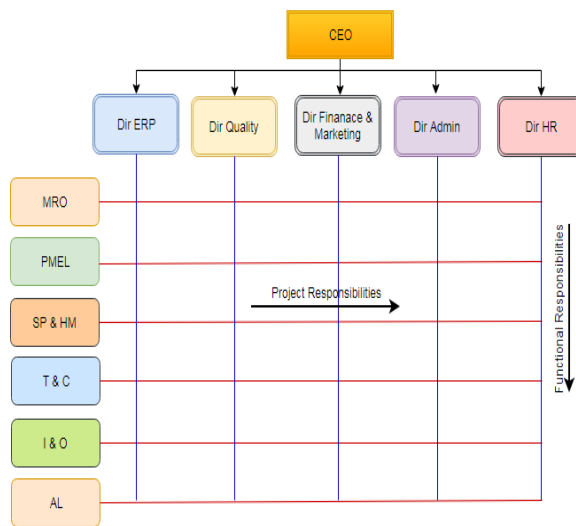 CEO
Dir ERP
Dir Quality
Dir Finanace &
Marketing
Dir Admin
Dir HR
MRO
PMEL
Project Responsibilities
Functional Responsibilities
SP & HM
T & C
I & O
AL